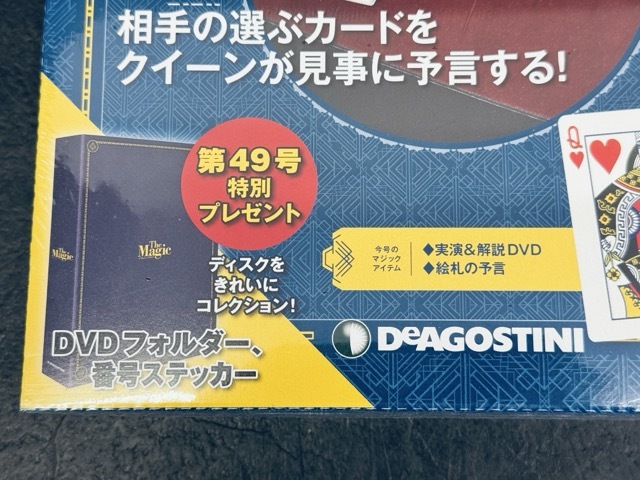 相手の選ぶカードを
クイーンが見事に予言する!
第49号
特別
プレゼント
The
Magic
The
Magic
ディスクを
きれいに
コレクション!
DVDフォルダー、
番号ステッカー
今号の
マジック
アイテム
◆実演&解説DVD
◆絵札の予言
DeAGOSTINI
Q